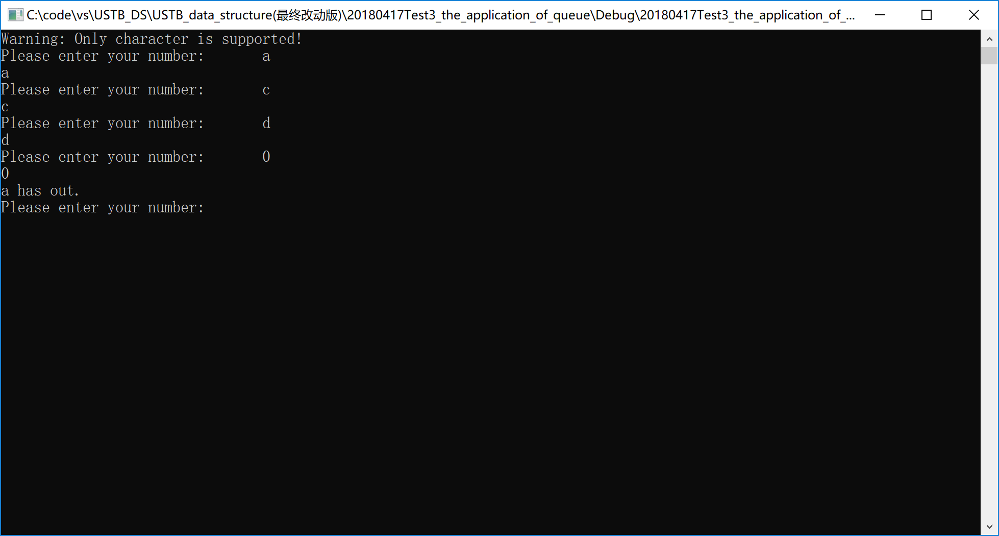 C:\code\vs\USTB_DS\USTB_data_structure(最终改动版)\20180417Test3_the_application_of_queue\Debug\20180417Test3_the_application_of_...
Warning: Only character is supported!
Please enter your number: a
a
Please enter your number: c
c
Please enter your number: d
d
Please enter your number: 0
0
a has out.
Please enter your number: